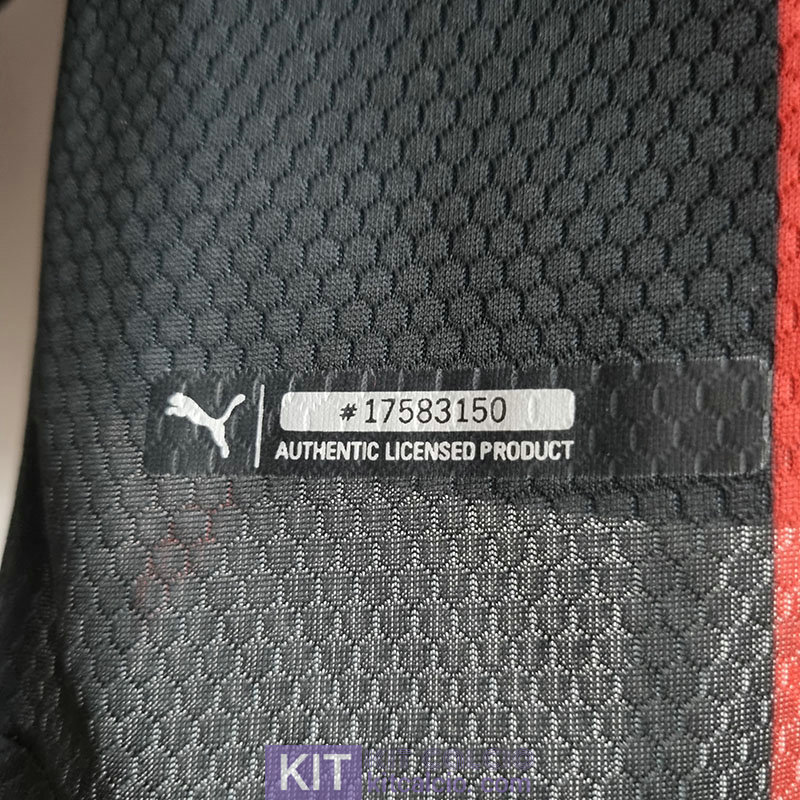 #17583150
AUTHENTIC LICENSED PRODUCT
KIT